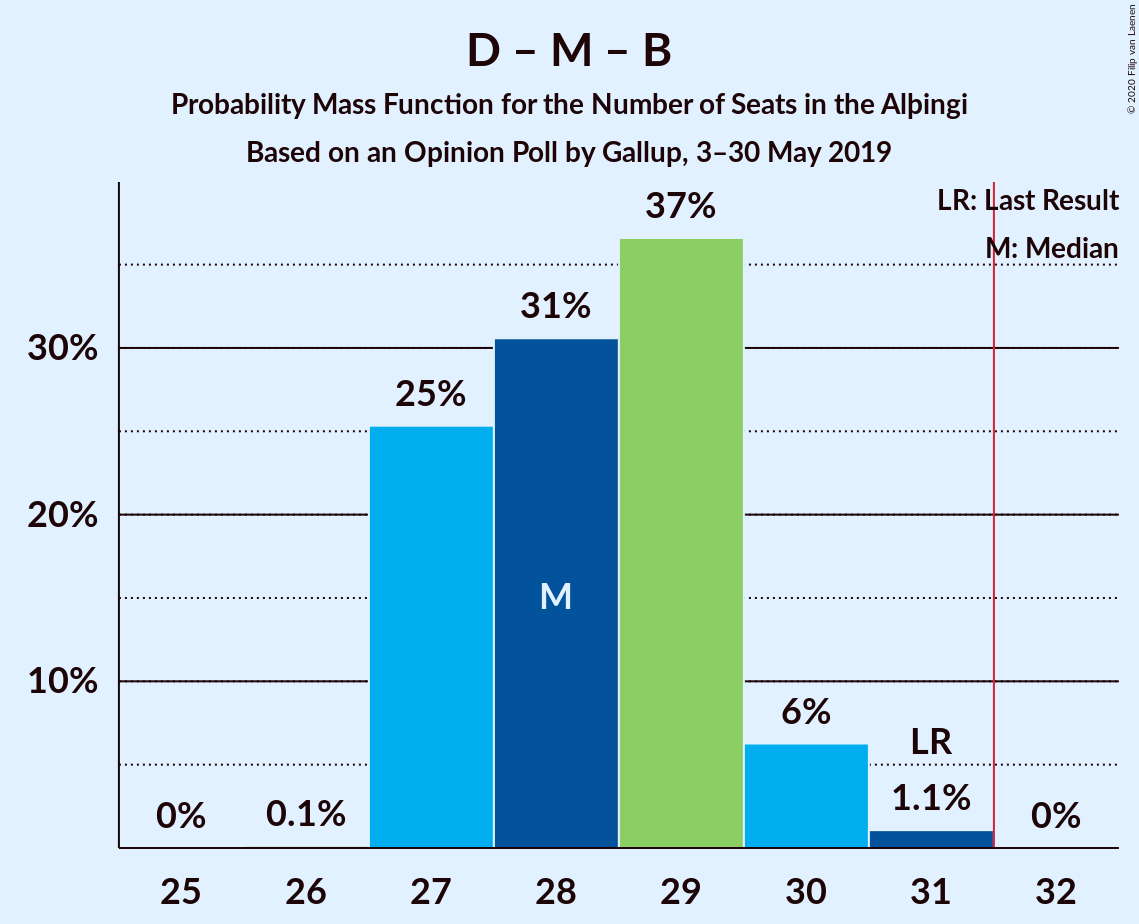 D – M – B
Probability Mass Function for the Number of Seats in the Alþingi
Based on an Opinion Poll by Gallup, 3–30 May 2019
© 2020 Filip van Laenen
LR: Last Result
M: Median
37%
31%
30%
25%
20%
M
10%
6%
LR
1.1%
0%
0.1%
0%
25 26 27 28 29 30 31 32